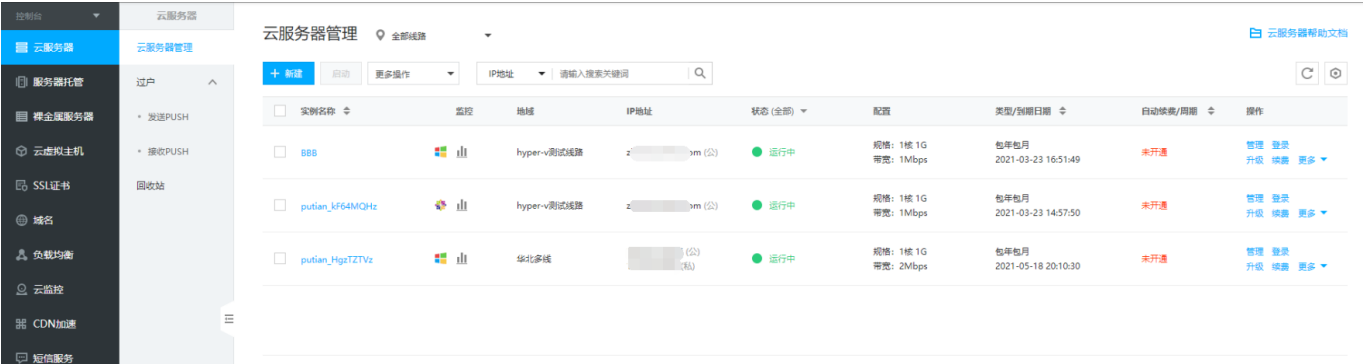 控制台
云服务器
服务器托管
裸金属服务器
云虚拟主机
SSL证书
域名
负载均衡
云监控
CDN加速
短信服务
云服务器
云服务器管理
过户
发送PUSH
接收PUSH
回收站
云服务器管理 全部线路
云服务器帮助文档
+ 新建 启动 更多操作 IP地址 请输入搜索关键词
实例名称 监控 地域 IP地址 状态 (全部) 配置 类型/到期日期 自动续费/周期 操作
BBB hyper-v测试线路 z om (公) 运行中 规格：1核 1G 包年包月 未开通 管理 登录
带宽：1Mbps 2021-03-23 16:51:49 升级 续费 更多
putian_kF64MQHz hyper-v测试线路 z om (公) 运行中 规格：1核 1G 包年包月 未开通 管理 登录
带宽：1Mbps 2021-03-23 14:57:50 升级 续费 更多
putian_HgzTZTVz 华北多线 (公) 运行中 规格：1核 1G 包年包月 未开通 管理 登录
(私) 带宽：2Mbps 2021-05-18 20:10:30 升级 续费 更多